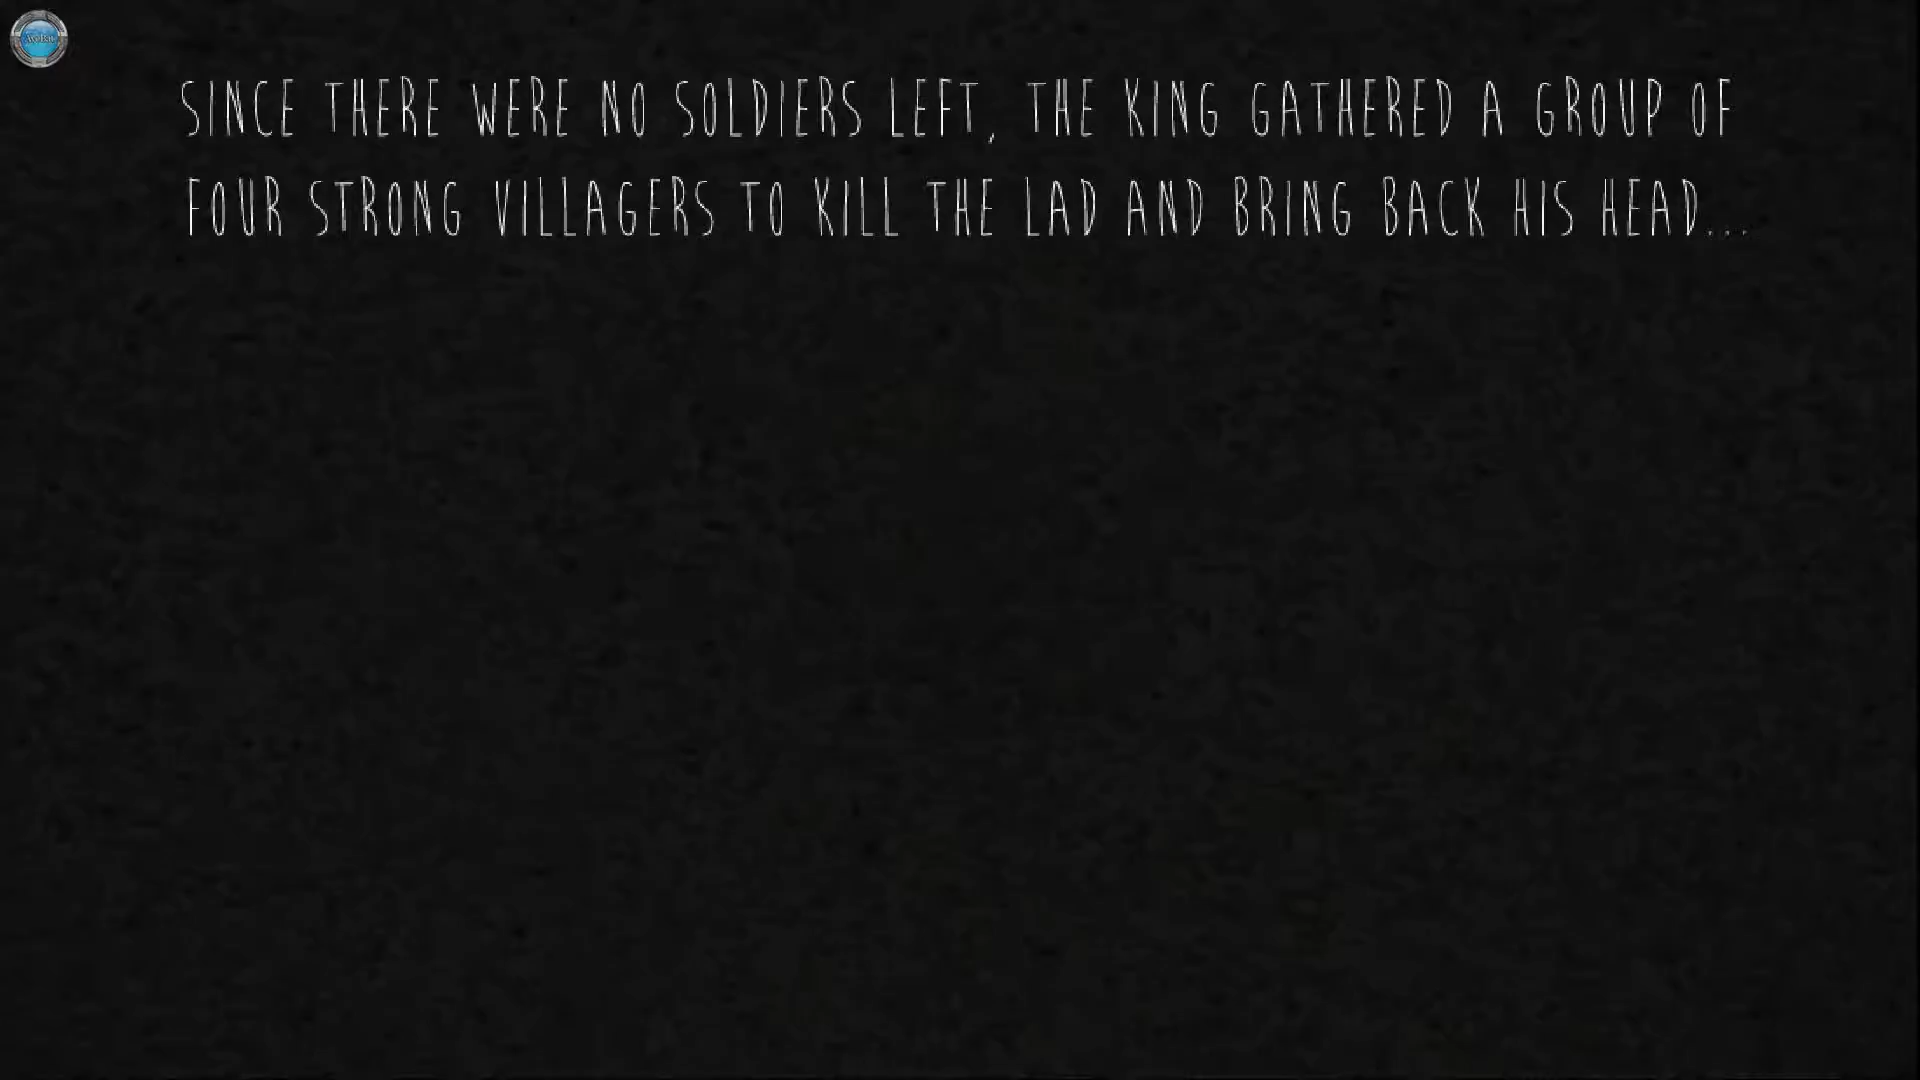 SINCE THERE WERE NO SOLDIERS LEFT, THE KING GATHERED A GROUP OF
FOUR STRONG VILLAGERS TO KILL THE LAD AND BRING BACK HIS HEAD...